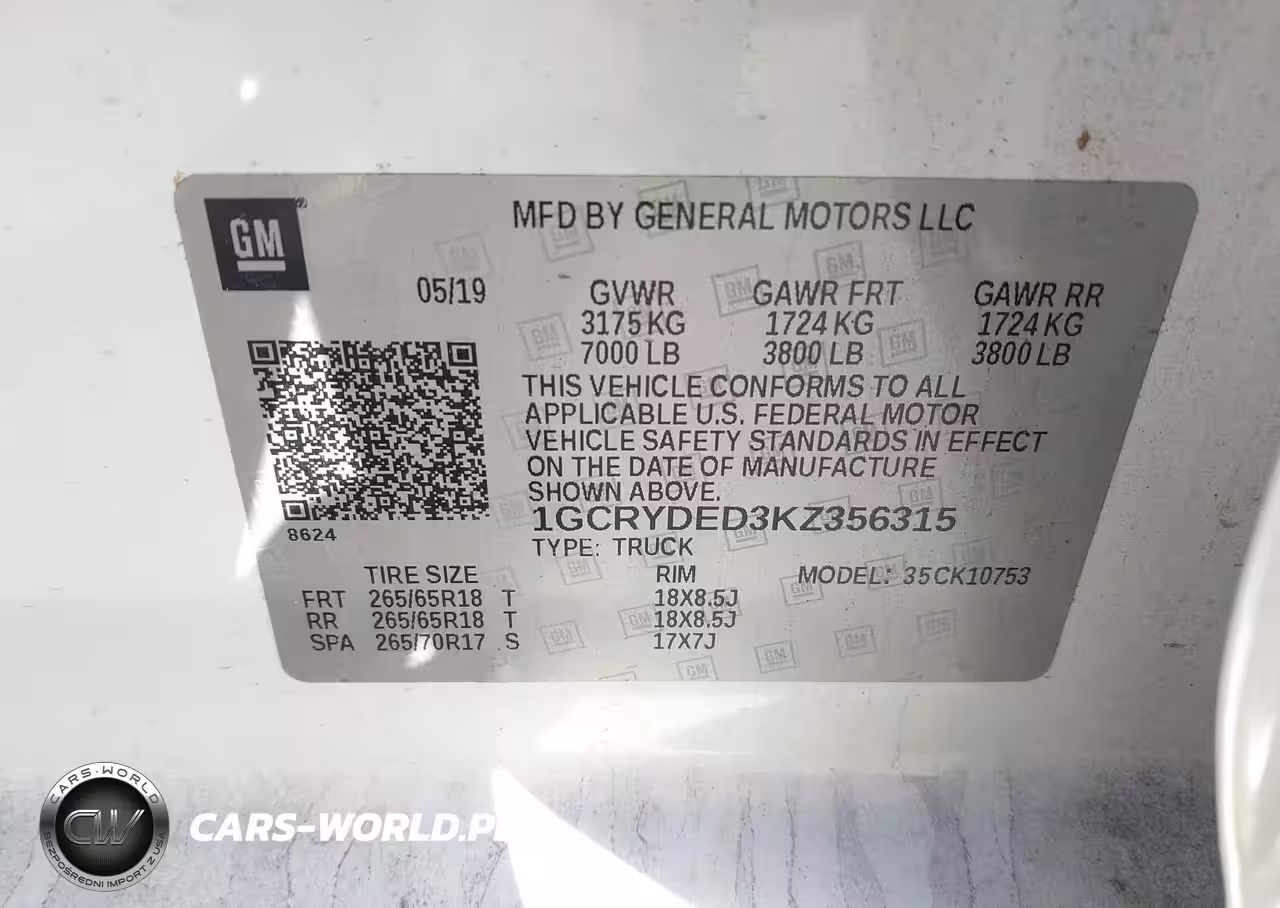 GM
MFD BY GENERAL MOTORS LLC
05/19 GVWR GAWR FRT GAWR RR
3175 KG 1724 KG 1724 KG
7000 LB 3800 LB 3800 LB
THIS VEHICLE CONFORMS TO ALL
APPLICABLE U.S. FEDERAL MOTOR
VEHICLE SAFETY STANDARDS IN EFFECT
ON THE DATE OF MANUFACTURE
SHOWN ABOVE.
1GCRYDED3KZ356315
8624
TYPE: TRUCK
TIRE SIZE RIM MODEL: 35CK10753
FRT 265/65R18 T 18X8.5J
RR 265/65R18 T 18X8.5J
SPA 265/70R17 S 17X7J
CARS-WORLD
CW
BEZPOŚREDNI IMPORT Z USA
CARS-WORLD.PL